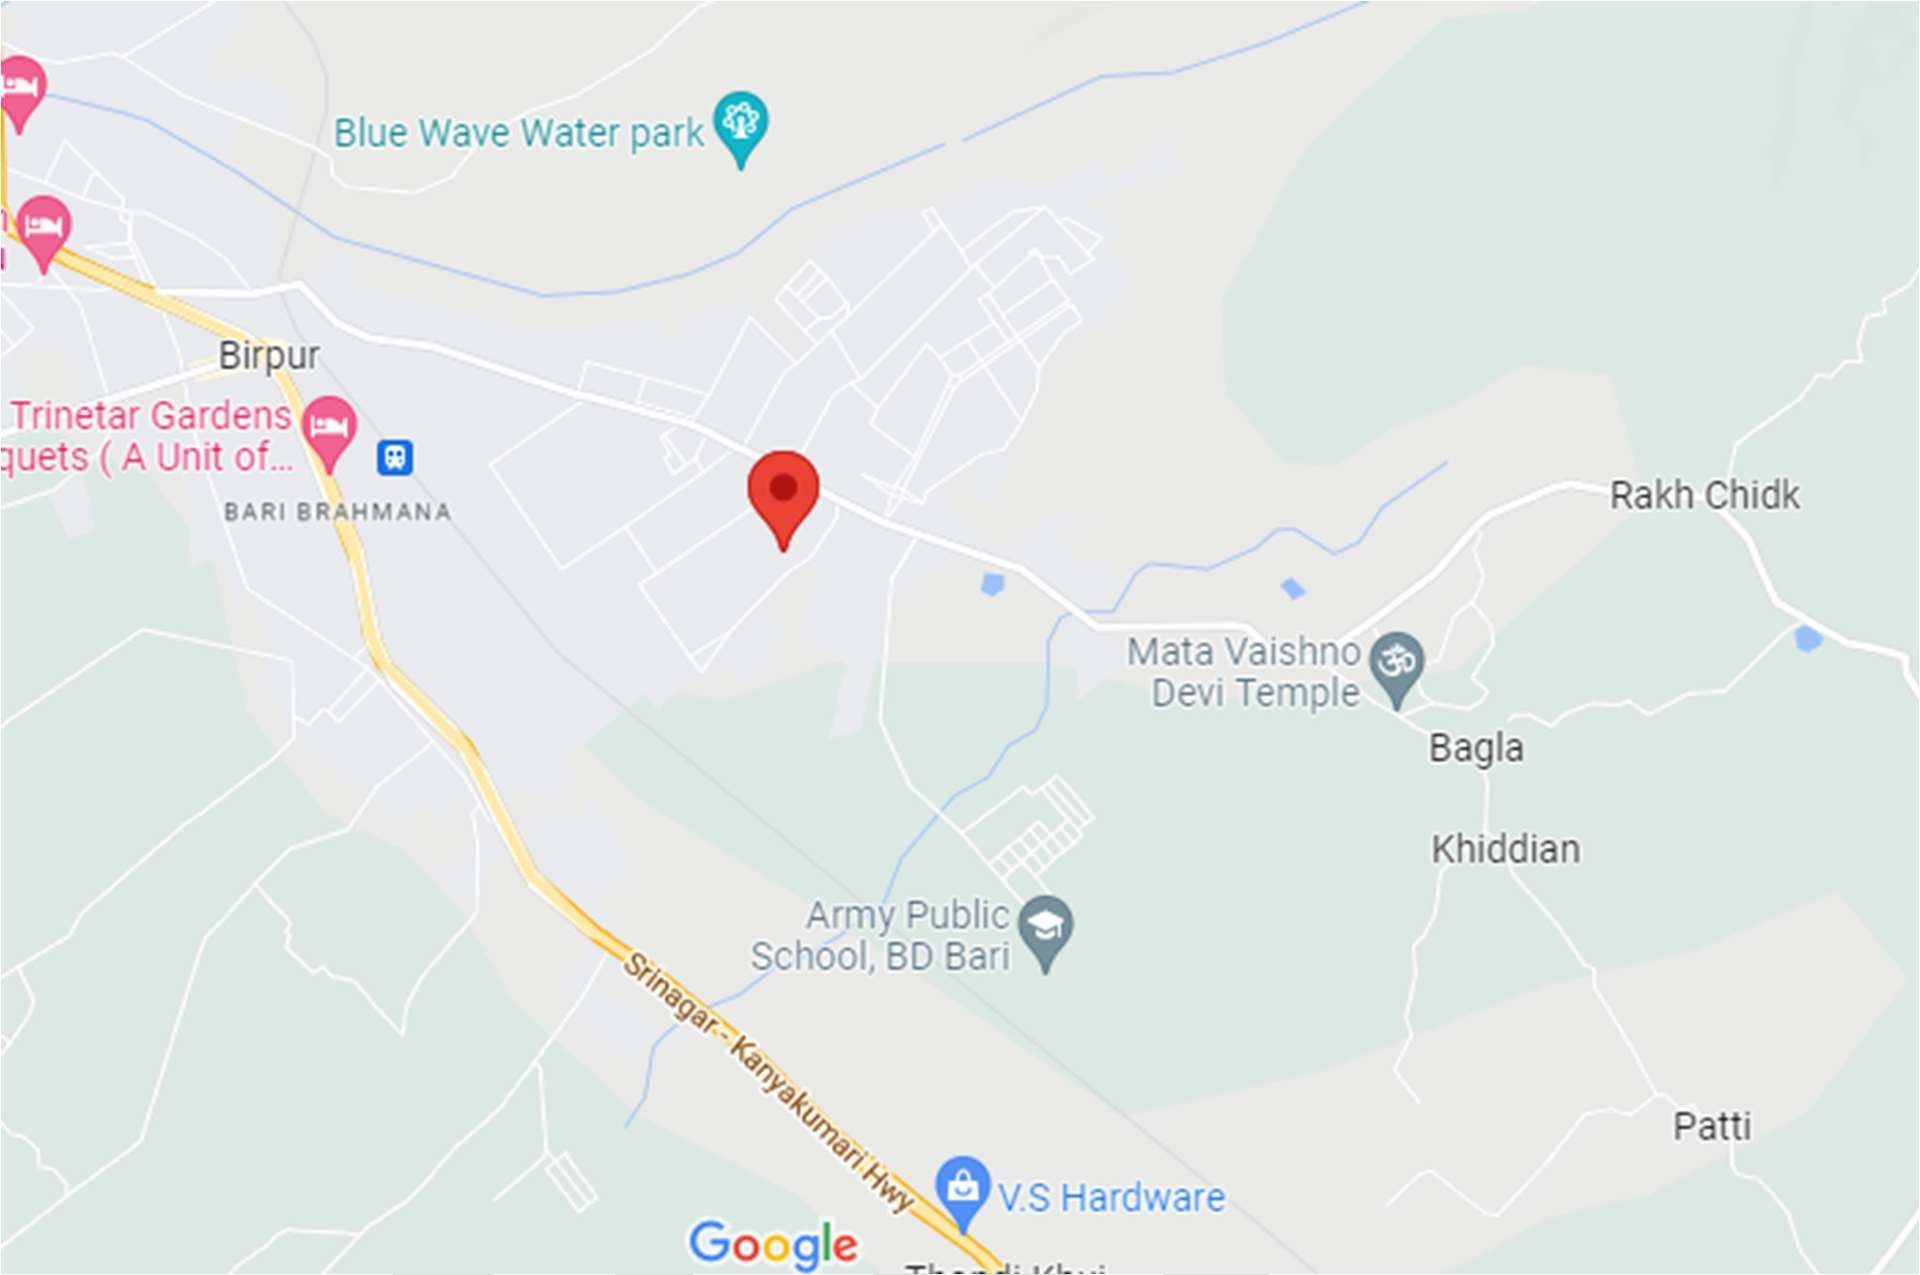 Blue Wave Water park
Birpur
Trinetar Gardens
quets ( A Unit of...
BARI BRAHMANA
Rakh Chidk
Mata Vaishno
Devi Temple
Bagla
Khiddian
Army Public
School, BD Bari
Srinagar - Kanyakumari Hwy
Patti
V.S Hardware
Google